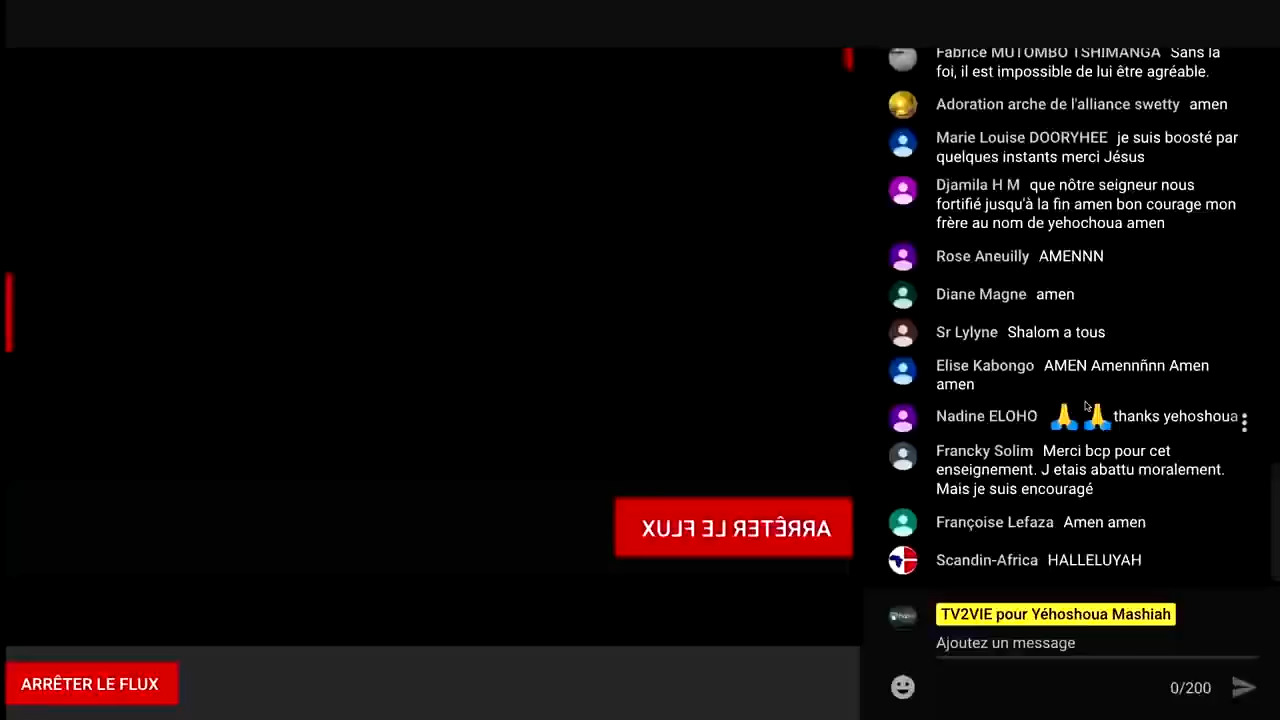 Fabrice MUTOMBO TSHIMANGA Sans la
foi, il est impossible de lui être agréable.
Adoration arche de l'alliance swetty amen
Marie Louise DOORYHEE je suis boosté par
quelques instants merci Jésus
Djamila H M que nôtre seigneur nous
fortifié jusqu'à la fin amen bon courage mon
frère au nom de yehochoua amen
Rose Aneuilly AMENNN
Diane Magne amen
Sr Lylyne Shalom a tous
Elise Kabongo AMEN Amennñnn Amen
amen
Nadine ELOHO 🙏 🙏 thanks yehoshoua
Francky Solim Merci bcp pour cet
enseignement. J etais abattu moralement.
Mais je suis encouragé
Françoise Lefaza Amen amen
Scandin-Africa HALLELUYAH
ARRÊTER LE FLUX
TV2VIE pour Yéhoshoua Mashiah
Ajoutez un message
ARRÊTER LE FLUX
0/200